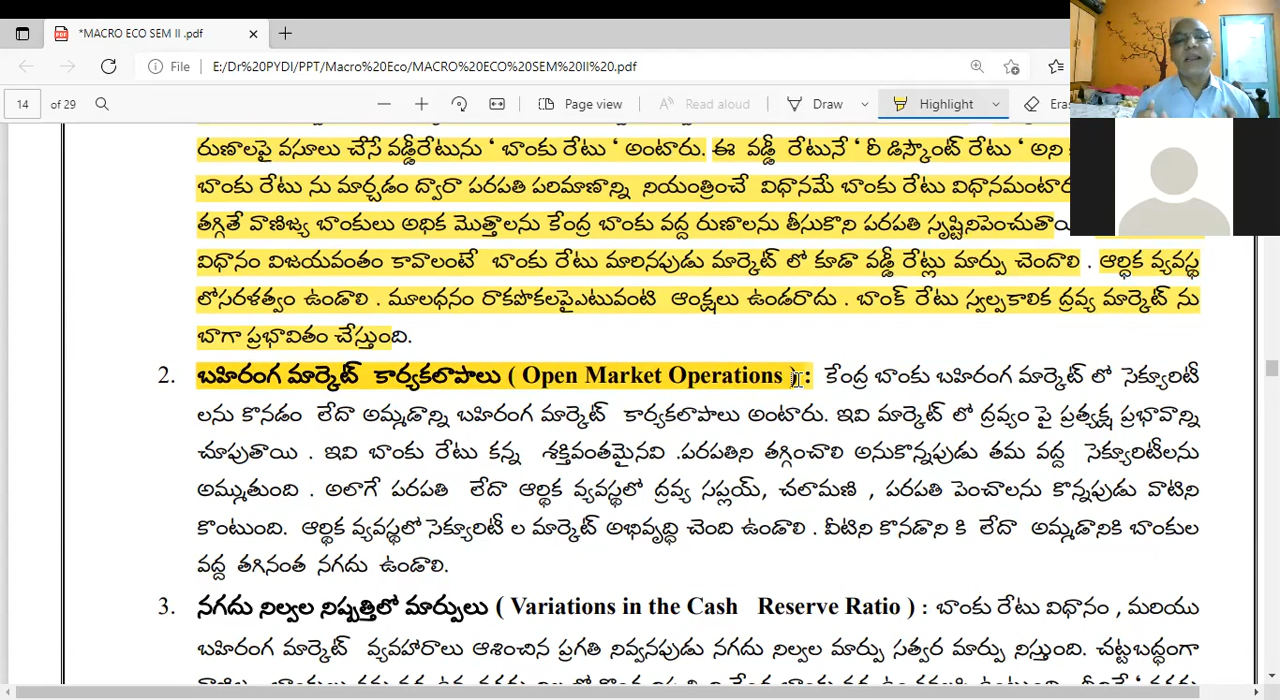 *MACRO ECO SEM II .pdf
File E:/Dr%20PYDI/PPT/Macro%20Eco/MACRO%20ECO%20SEM%20II%20.pdf
14 of 29 Page view Read aloud Draw Highlight
రుణాలపై వసూలు చేసే వడ్డీరేటును ‘ బాంకు రేటు ‘ అంటారు. ఈ వడ్డీ రేటునే ‘ రీ డిస్కౌంట్ రేటు ‘ అని
బాంకు రేటు ను మార్చడం ద్వారా పరపతి పరిమాణాన్ని నియంత్రించే విధానమే బాంకు రేటు
తగ్గితే వాణిజ్య బాంకులు అధిక మొత్తాలను కేంద్ర బాంకు వద్ద రుణాలను తీసుకొని పరపతి
విధానం విజయవంతం కావాలంటే బాంకు రేటు మారినపుడు మార్కెట్ లో కూడా వడ్డీ రేట్లు మార్పు చెందాలి . ఆర్ధిక వ్యవస్థ
లోసరళత్వం ఉండాలి . మూలధనం రాకపొకలపైఎటువంటి ఆంక్షలు ఉండరాదు . బాంక్ రేటు స్వల్పకాలిక ద్రవ్య మార్కెట్ ను
బాగా ప్రభావితం చేస్తుంది.
2. బహిరంగ మార్కెట్ కార్యకలాపాలు ( Open Market Operations ) : కేంద్ర బాంకు బహిరంగ మార్కెట్ లో సెక్యూరిటీ
లను కొనడం లేదా అమ్మడాన్ని బహిరంగ మార్కెట్ కార్యకలాపాలు అంటారు. ఇవి మార్కెట్ లో ద్రవ్యం పై ప్రత్యక్ష ప్రభావాన్ని
చూపుతాయి . ఇవి బాంకు రేటు కన్న శక్తివంతమైనవి .పరపతిని తగ్గించాలి అనుకొన్నపుడు తమ వద్ద సెక్యూరిటీలను
అమ్ముతుంది . అలాగే పరపతి లేదా ఆర్థిక వ్యవస్థలో ద్రవ్య సప్లయ్, చలామణి , పరపతి పెంచాలను కొన్నపుడు వాటిని
కొంటుంది. ఆర్థిక వ్యవస్థలో సెక్యూరిటీ ల మార్కెట్ అభివృద్ధి చెంది ఉండాలి . వీటిని కొనడాని కి లేదా అమ్మడానికి బాంకుల
వద్ద తగినంత నగదు ఉండాలి.
3. నగదు నిల్వల నిష్పత్తిలో మార్పులు ( Variations in the Cash Reserve Ratio ) : బాంకు రేటు విధానం , మరియు
బహిరంగ మార్కెట్ వ్యవహారాలు ఆశించిన ప్రగతి నివ్వనపుడు నగదు నిల్వల మార్పు సత్వర మార్పు నిస్తుంది. చట్టబద్ధంగా